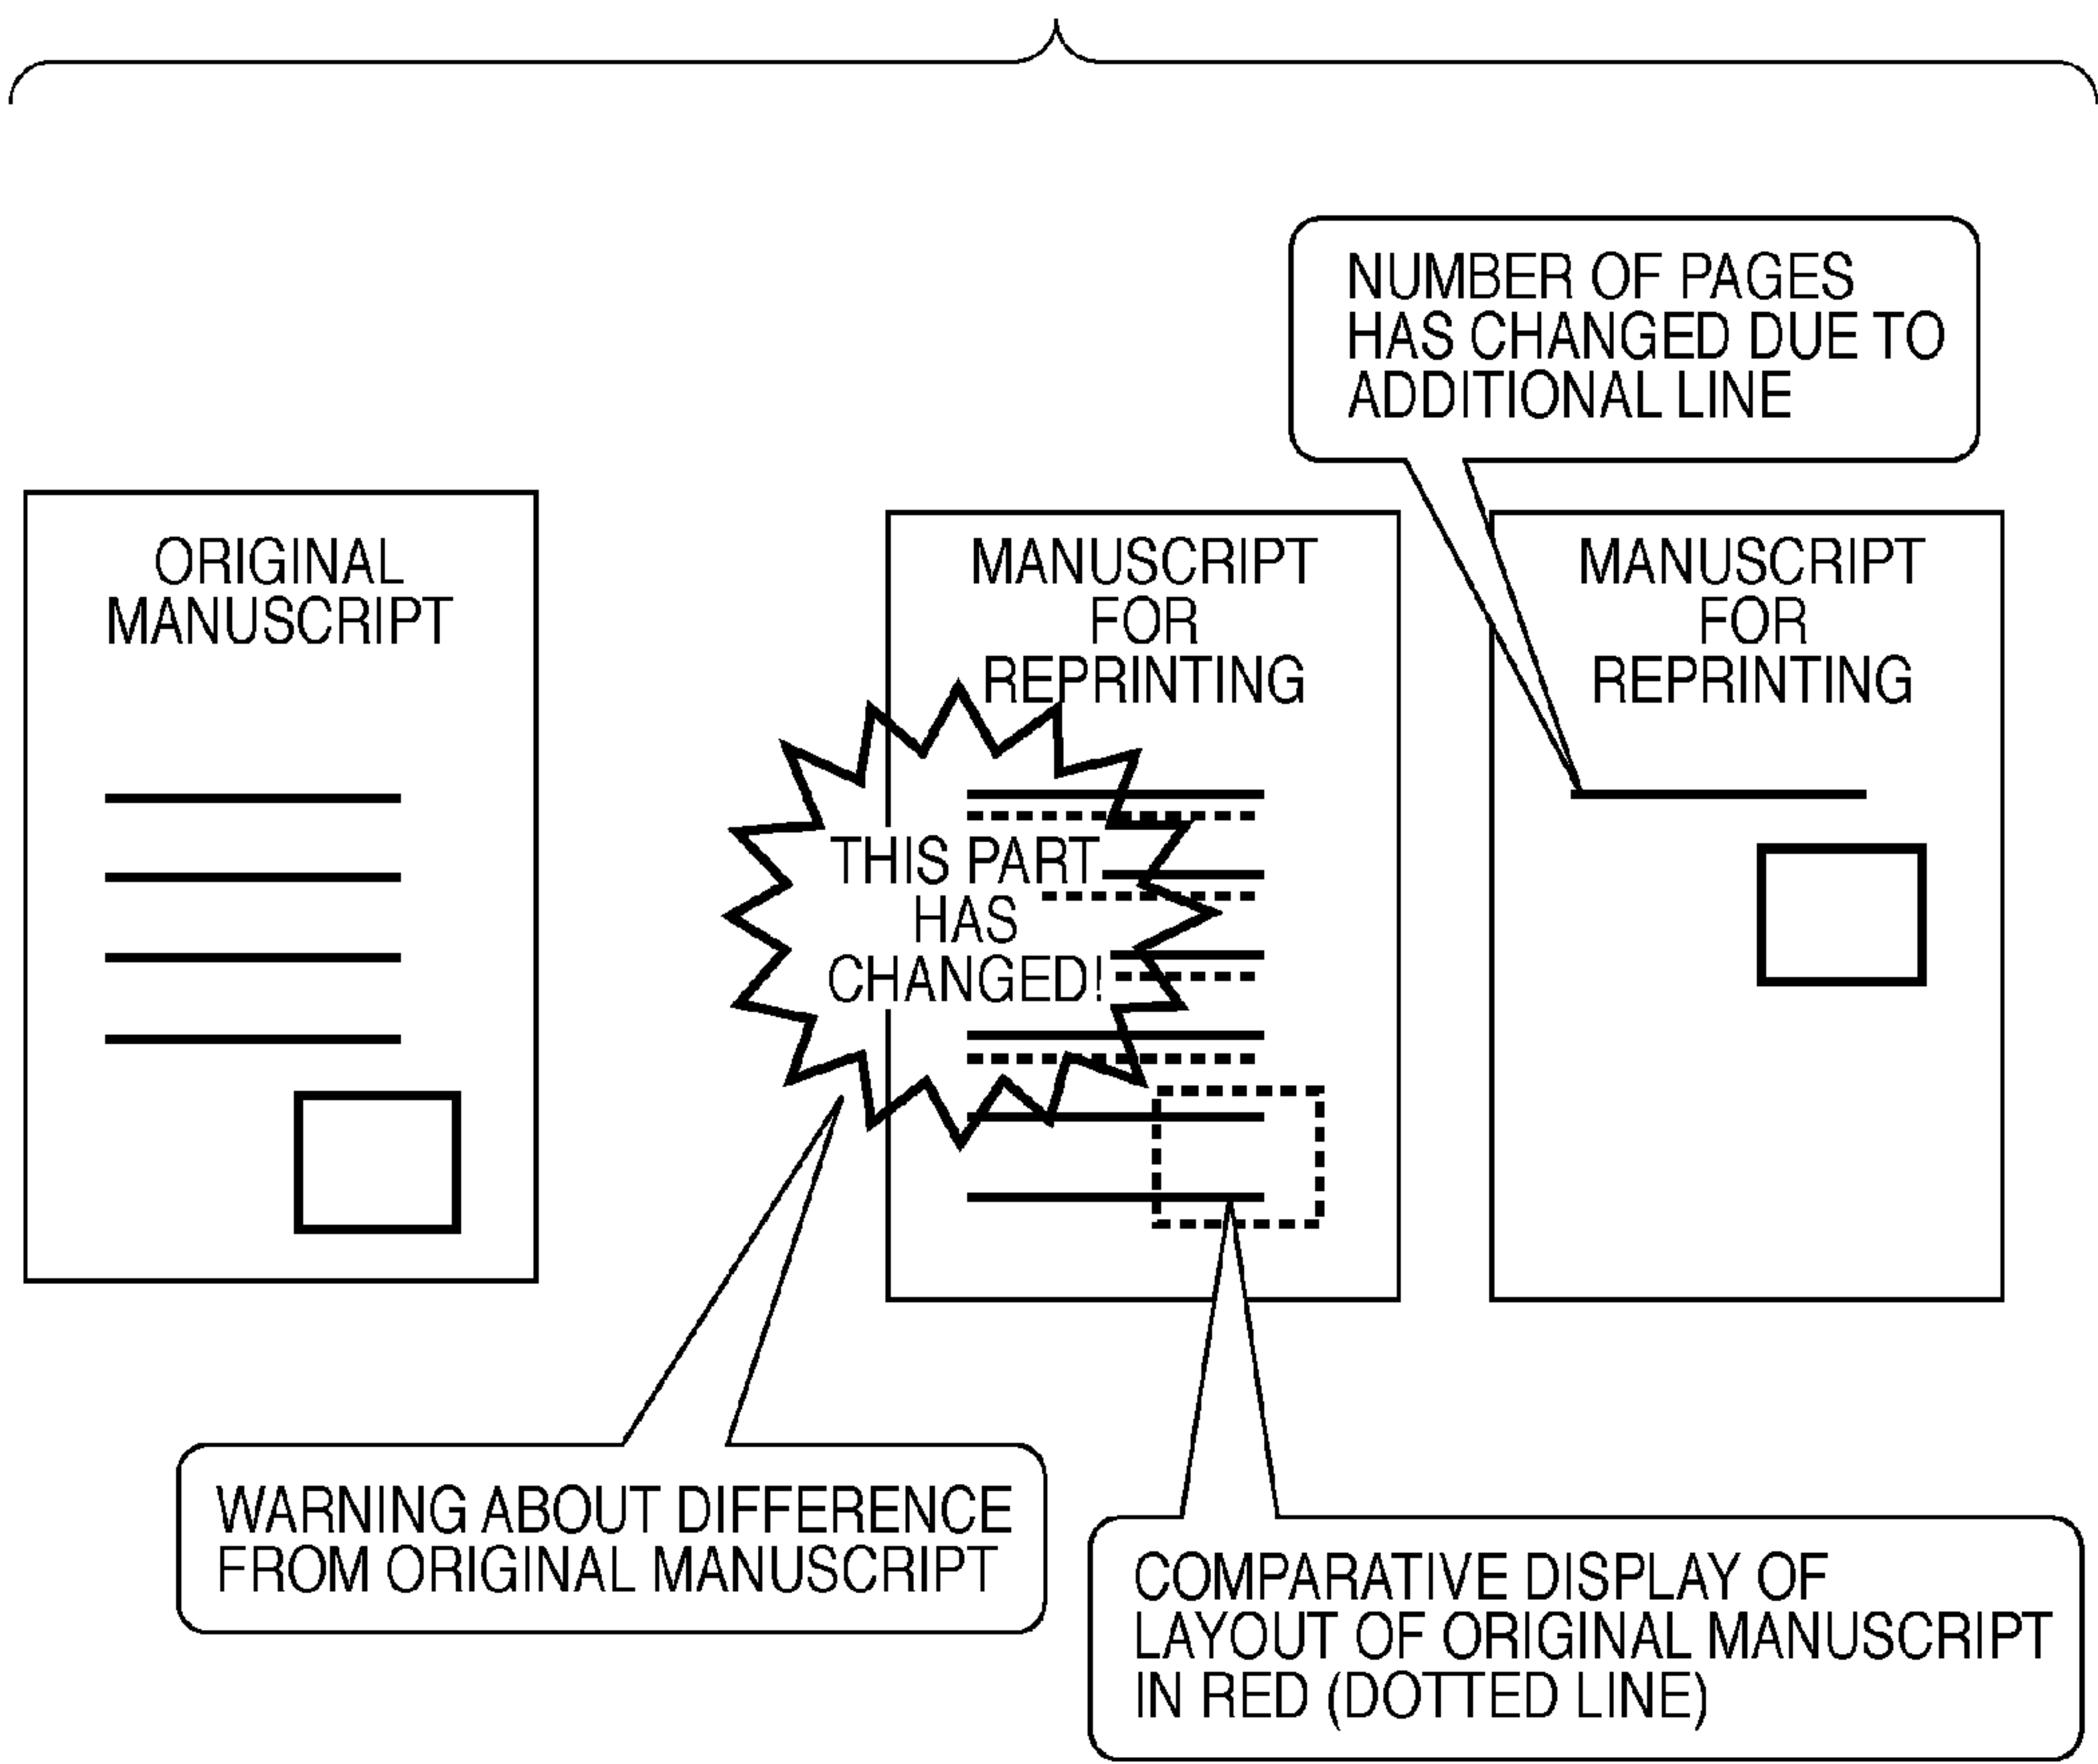 NUMBER OF PAGES
HAS CHANGED DUE TO
ADDITIONAL LINE
ORIGINAL
MANUSCRIPT
MANUSCRIPT
FOR
REPRINTING
MANUSCRIPT
FOR
REPRINTING
THIS PART
HAS
CHANGED!
WARNING ABOUT DIFFERENCE
FROM ORIGINAL MANUSCRIPT
COMPARATIVE DISPLAY OF
LAYOUT OF ORIGINAL MANUSCRIPT
IN RED (DOTTED LINE)